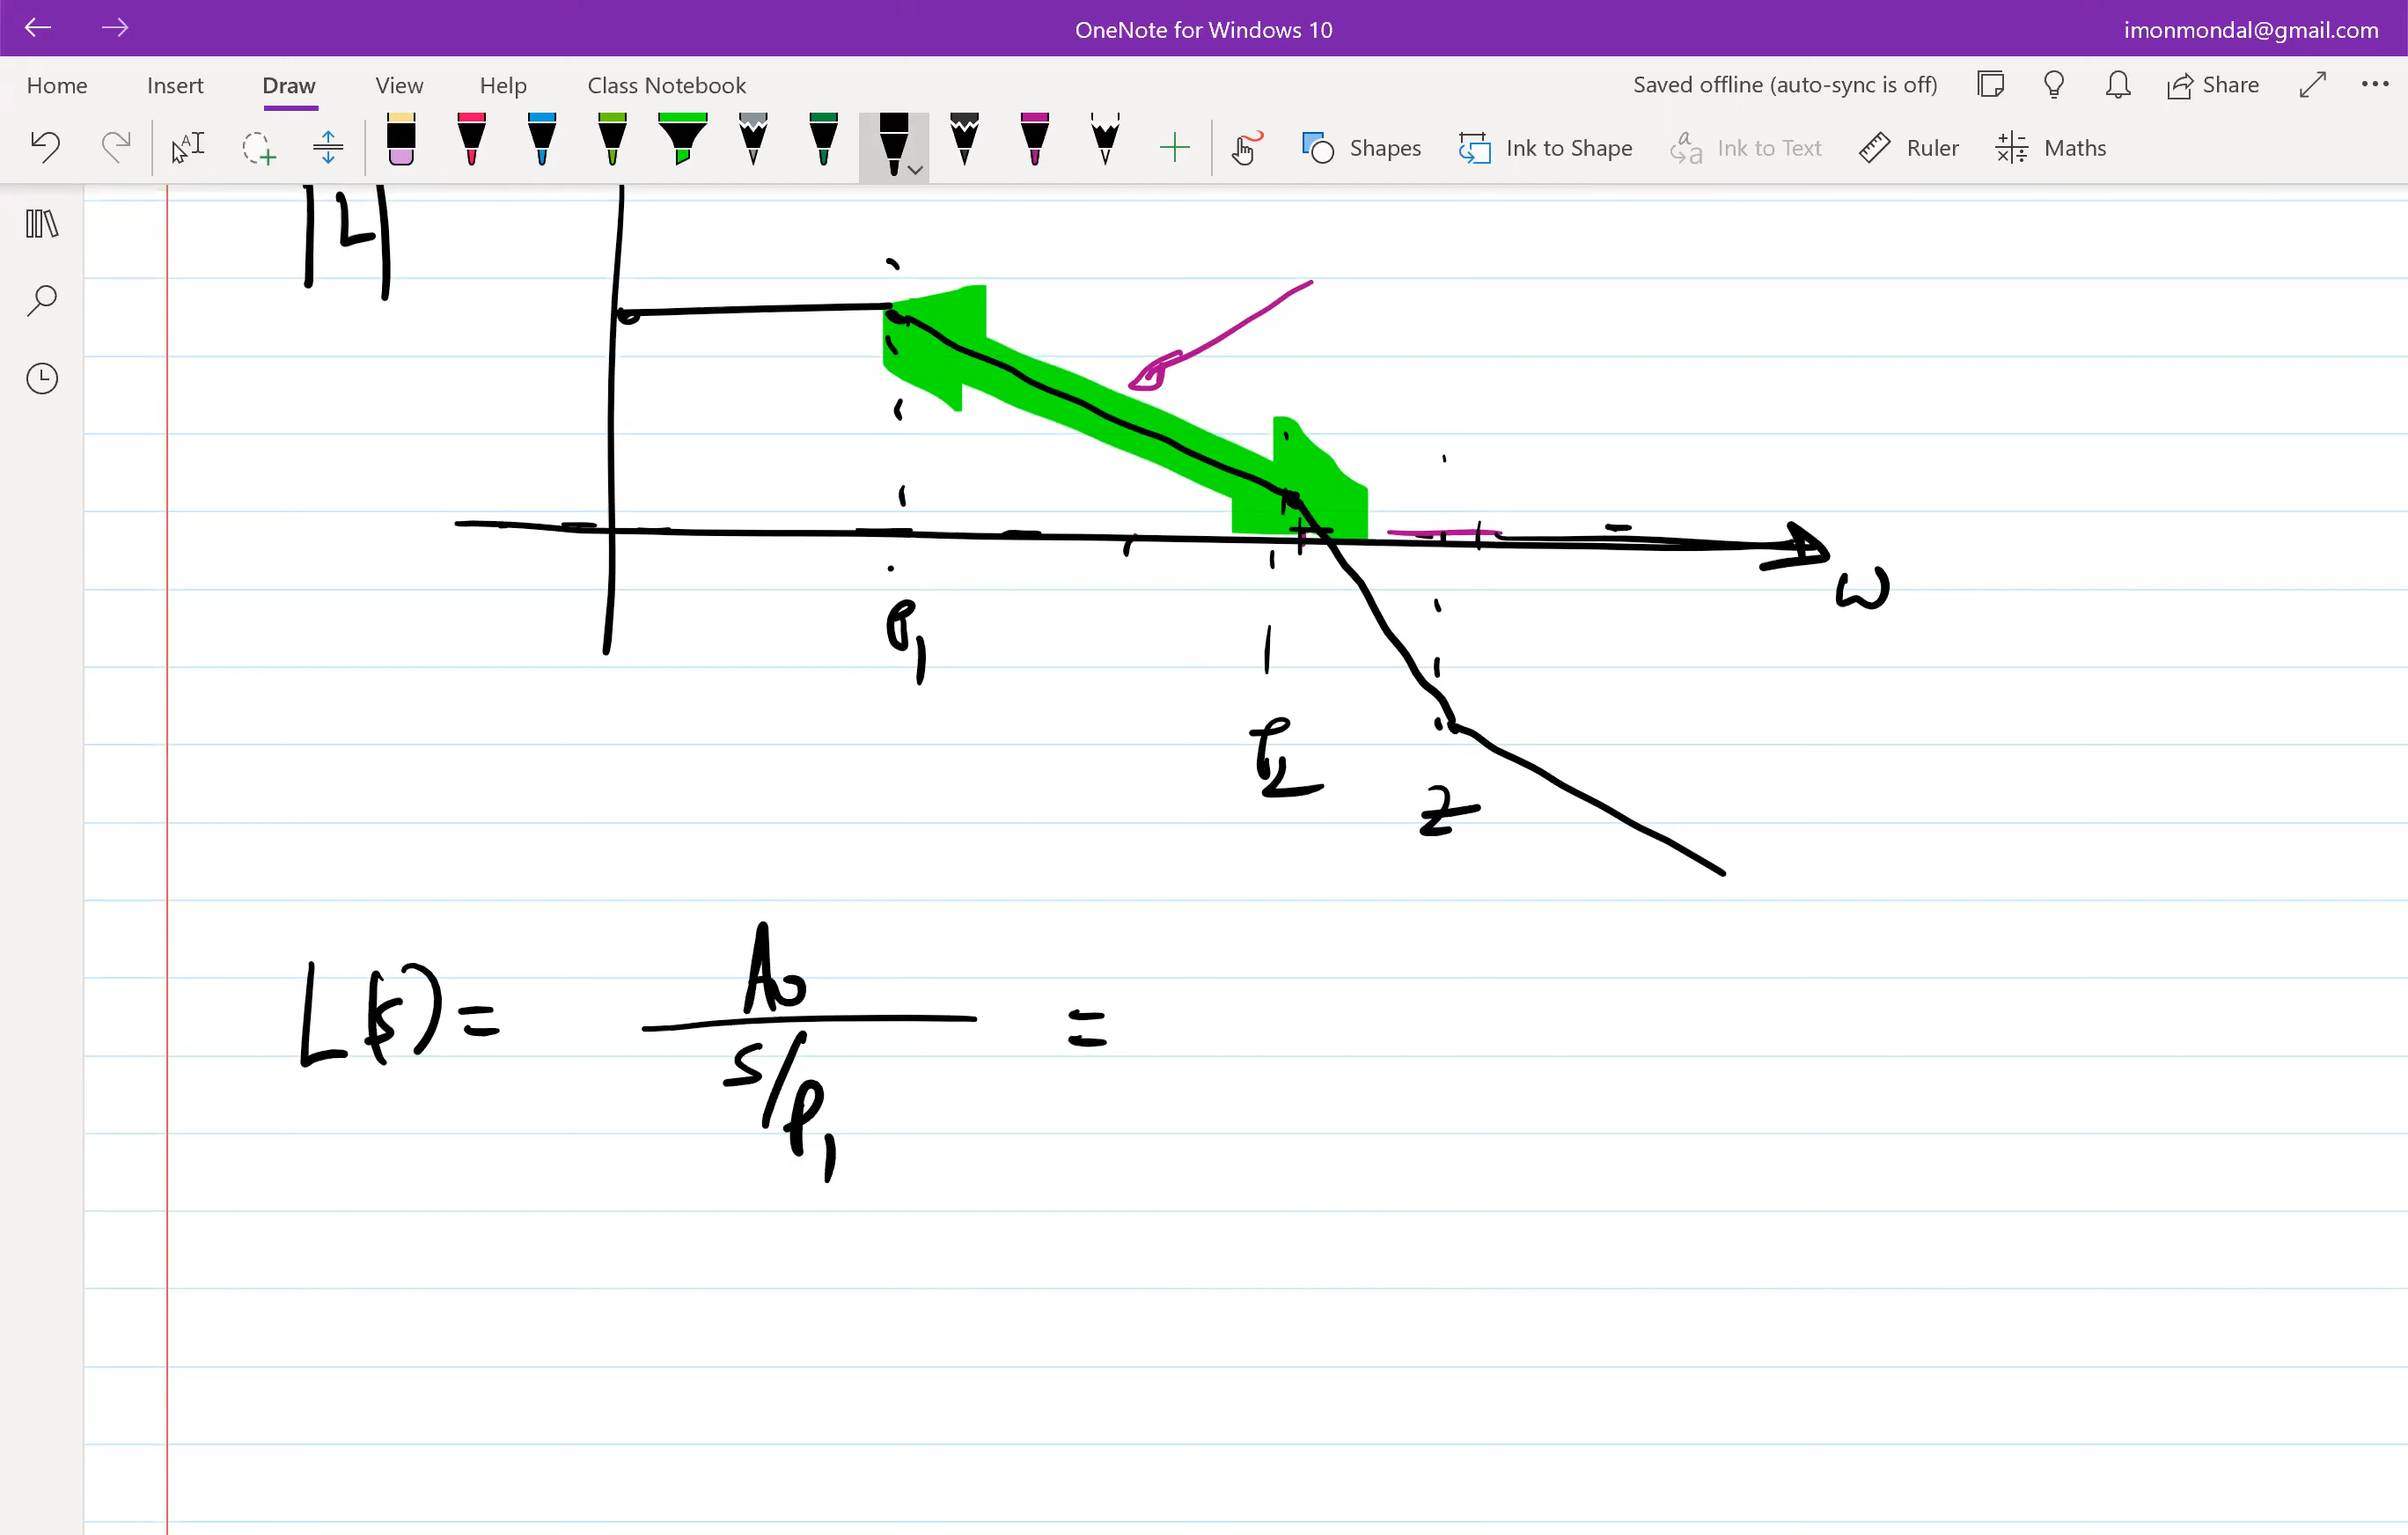 OneNote for Windows 10
imonmondal@gmail.com
Home Insert Draw View Help Class Notebook
Saved offline (auto-sync is off) Share
Shapes Ink to Shape Ink to Text Ruler Maths
|L|
ω
p₁
p₂
z
L(s) = A₀ / (s/p₁) =